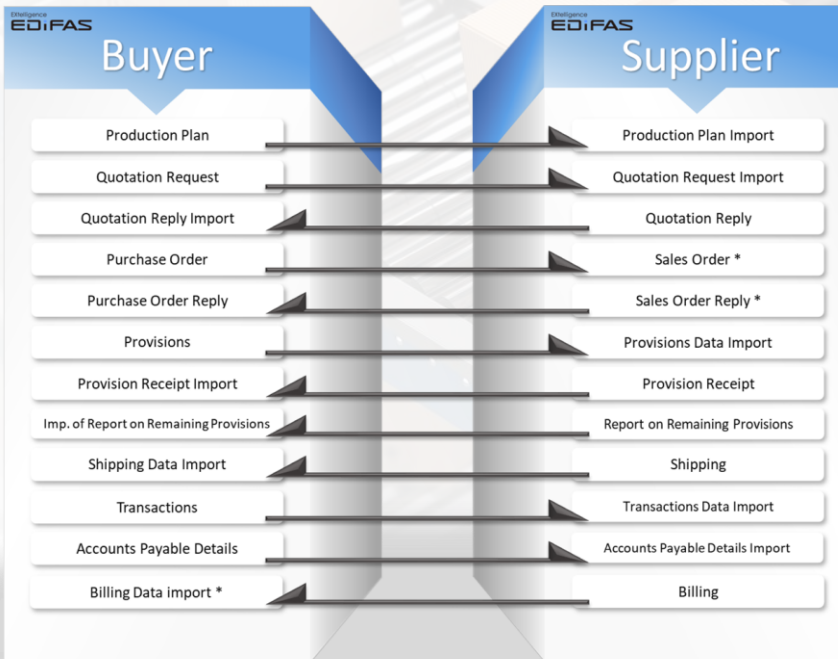 EXtelligence
EDiFAS
Buyer
EXtelligence
EDiFAS
Supplier
Production Plan
Production Plan Import
Quotation Request
Quotation Request Import
Quotation Reply Import
Quotation Reply
Purchase Order
Sales Order *
Purchase Order Reply
Sales Order Reply *
Provisions
Provisions Data Import
Provision Receipt Import
Provision Receipt
Imp. of Report on Remaining Provisions
Report on Remaining Provisions
Shipping Data Import
Shipping
Transactions
Transactions Data Import
Accounts Payable Details
Accounts Payable Details Import
Billing Data import *
Billing